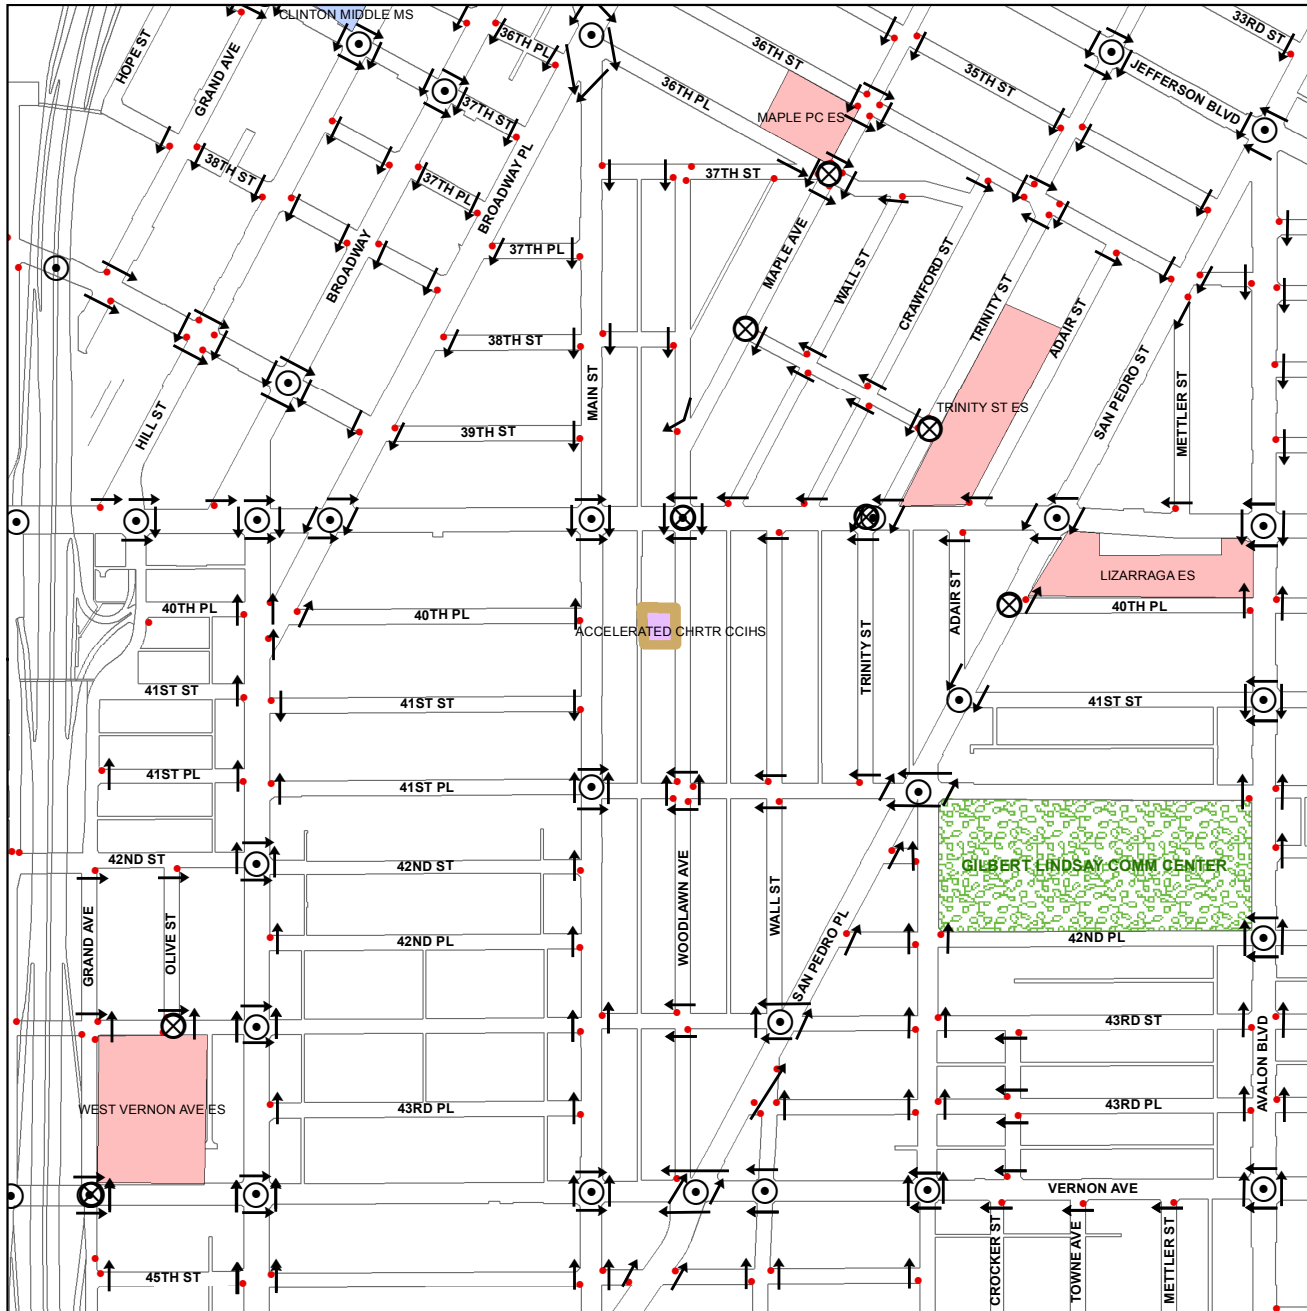 CLINTON MIDDLE MS
HOPE ST
GRAND AVE
36TH PL
36TH ST
33RD ST
35TH ST
JEFFERSON BLVD
37TH ST
36TH PL
MAPLE PC ES
38TH ST
37TH PL
BROADWAY PL
37TH ST
BROADWAY
37TH PL
MAPLE AVE
WALL ST
CRAWFORD ST
TRINITY ST
ADAIR ST
38TH ST
MAIN ST
SAN PEDRO ST
METTLER ST
HILL ST
39TH ST
TRINITY ST ES
LIZARRAGA ES
40TH PL
40TH PL
40TH PL
ACCELERATED CHRTR CCIHS
ADAIR ST
TRINITY ST
41ST ST
41ST ST
41ST ST
41ST PL
41ST PL
42ND ST
42ND ST
GILBERT LINDSAY COMM CENTER
GRAND AVE
OLIVE ST
42ND PL
WOODLAWN AVE
WALL ST
SAN PEDRO PL
42ND PL
43RD ST
AVALON BLVD
WEST VERNON AVE ES
43RD PL
43RD PL
VERNON AVE
45TH ST
CROCKER ST
TOWNE AVE
METTLER ST